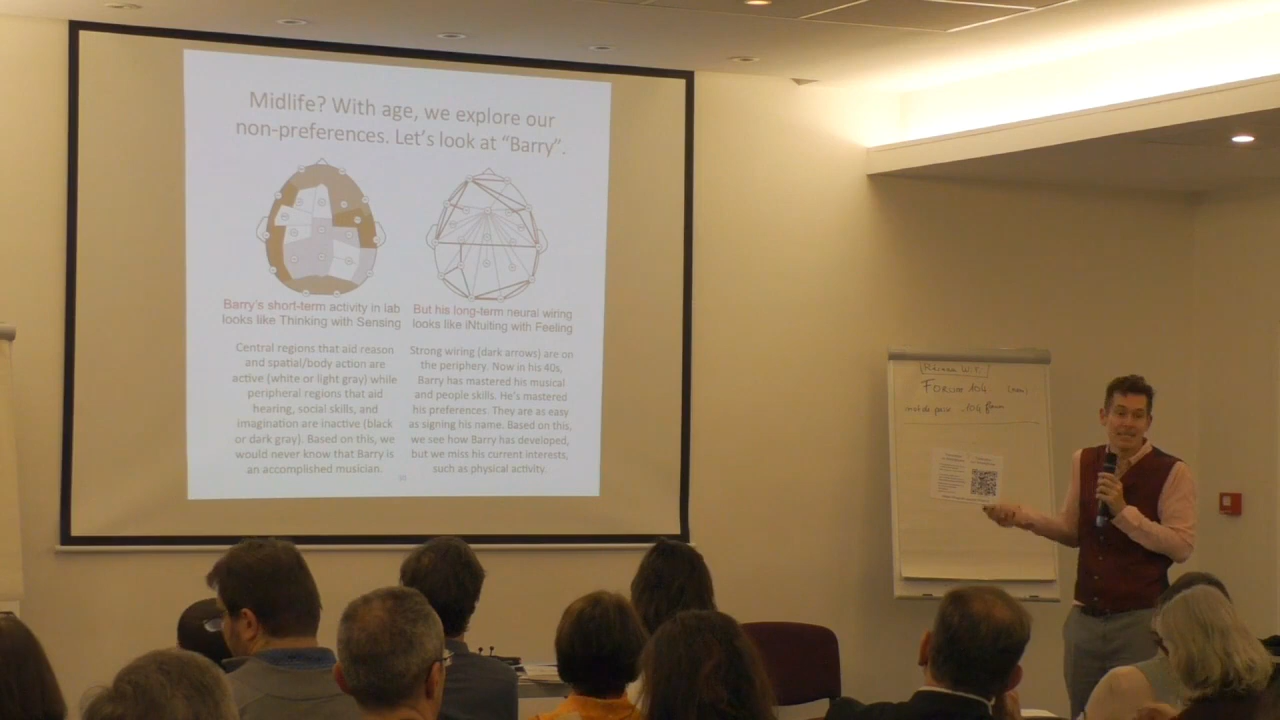 Midlife? With age, we explore our
non-preferences. Let's look at “Barry”.
Barry's short-term activity in lab
looks like Thinking with Sensing
Central regions that aid reason
and spatial/body action are
active (white or light gray) while
peripheral regions that aid
hearing, social skills, and
imagination are inactive (black
or dark gray). Based on this, we
would never know that Barry is
an accomplished musician.
But his long-term neural wiring
looks like iNtuiting with Feeling
Strong wiring (dark arrows) are on
the periphery. Now in his 40s,
Barry has mastered his musical
and people skills. He's mastered
his preferences. They are as easy
as signing his name. Based on this,
we see how Barry has developed,
but we miss his current interests,
such as physical activity.
Forum 104